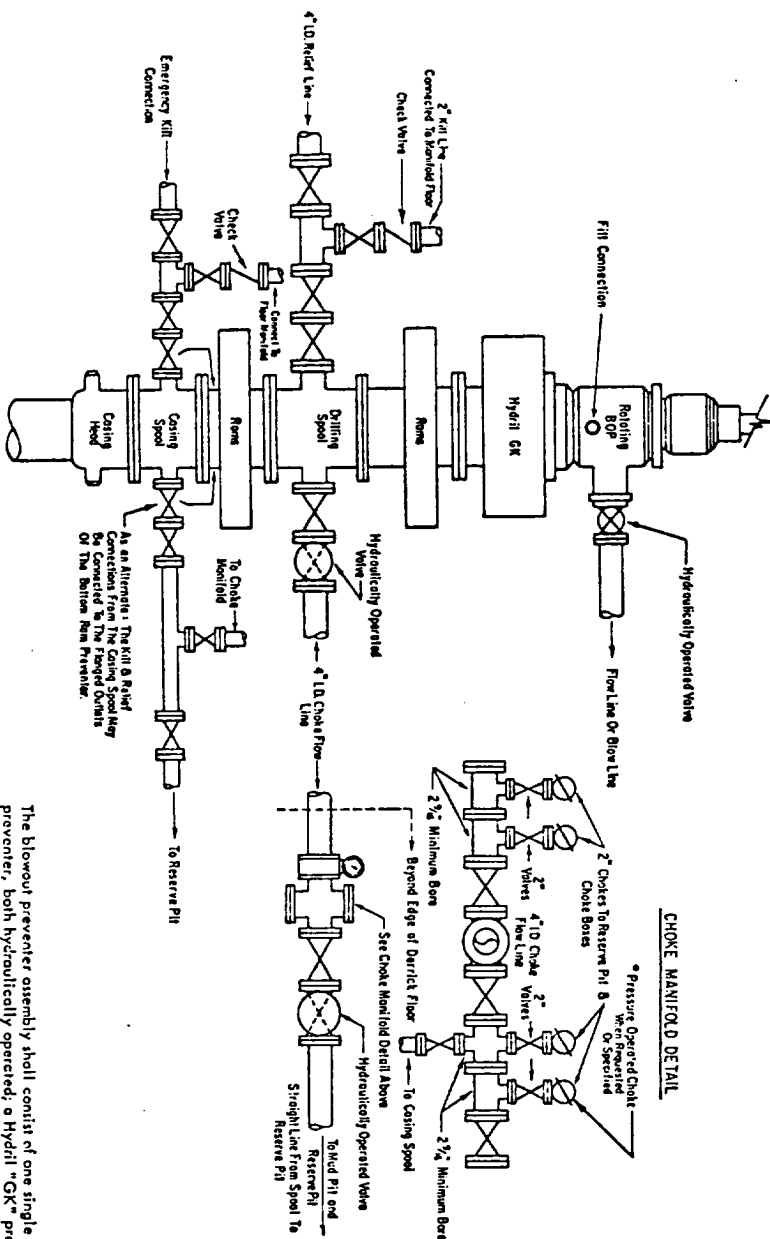 Emergency Kill
Connection
4" I.D. Relief Line
2" Kill Line
Connected To Manifold Floor
Check Valve
Fill Connection
Check
Valve
Connect To
Floor Manifold
Casing
Head
Casing
Spool
Rams
Drilling
Spool
Rams
Hydril GK
Rotating
BOP
Hydraulically Operated Valve
Flow Line Or Blow Line
Hydraulically Operated
Valve
4" I.D. Choke Flow
Line
To Choke
Manifold
As an Alternate: The Kill & Relief
Connections From The Casing Spool May
Be Connected To The Flanged Outlets
Of The Bottom Ram Preventer.
To Reserve Pit
CHOKE MANIFOLD DETAIL
2" Chokes To Reserve Pit &
Choke Boxes
*Pressure Operated Choke
When Requested
Or Specified
2 9/16" Minimum Bore
2"
Valves
4" I.D. Choke
Flow Line
2"
Valves
2 9/16" Minimum Bore
To Casing Spool
Beyond Edge of Derrick Floor
See Choke Manifold Detail Above
Hydraulically Operated Valve
To Mud Pit and
Reserve Pit
Straight Line From Spool To
Reserve Pit
The blowout preventer assembly shall consist of one single
preventer, both hydraulically operated; a Hydril "GK"